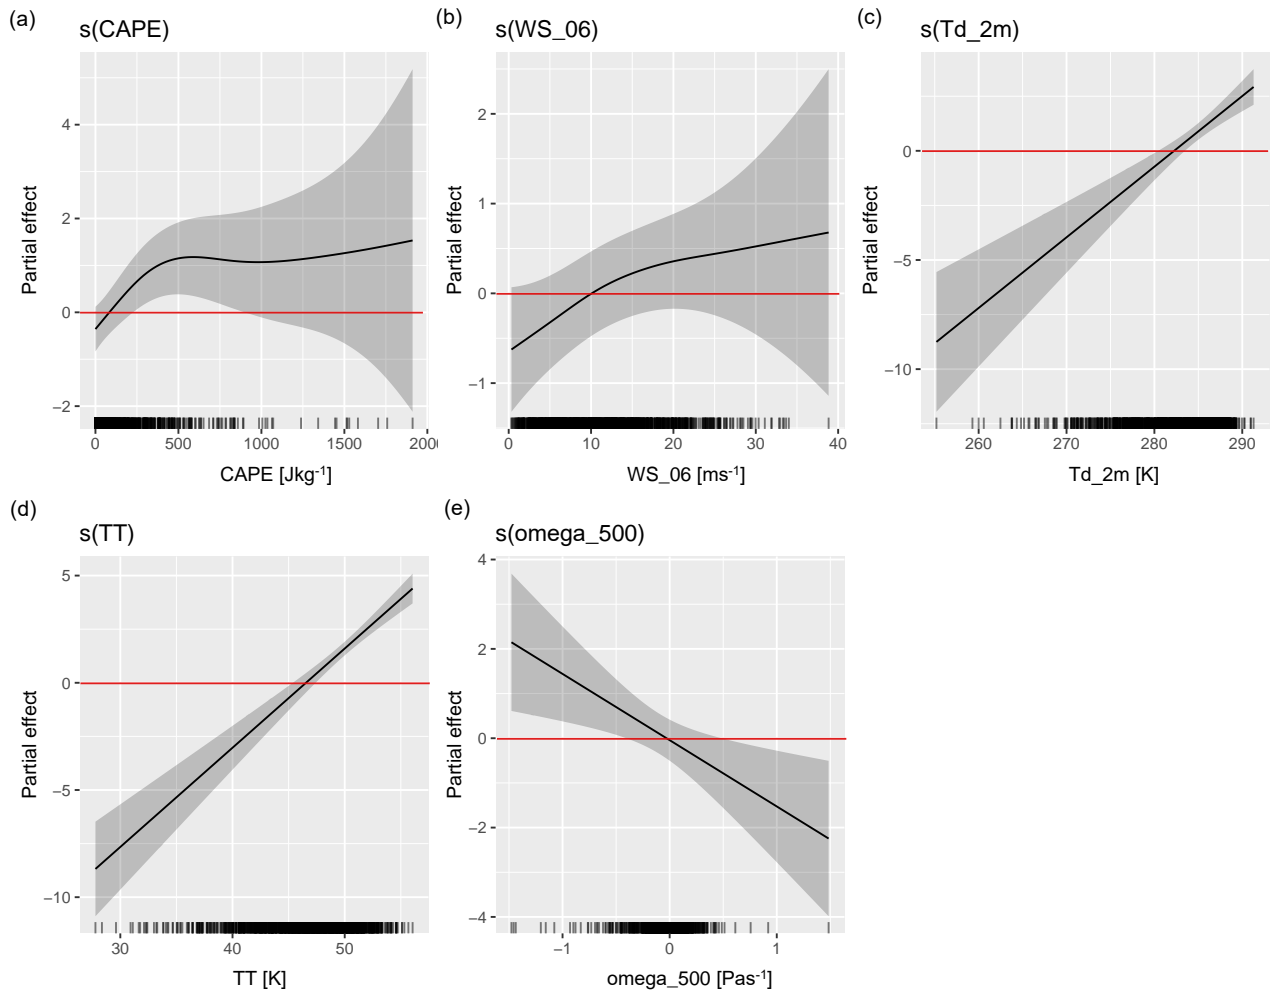 (a)
s(CAPE)
Partial effect
4
2
0
−2
0 500 1000 1500 2000
CAPE [Jkg⁻¹]
(b)
s(WS_06)
Partial effect
2
1
0
−1
0 10 20 30 40
WS_06 [ms⁻¹]
(c)
s(Td_2m)
Partial effect
0
−5
−10
260 270 280 290
Td_2m [K]
(d)
s(TT)
Partial effect
5
0
−5
−10
30 40 50
TT [K]
(e)
s(omega_500)
Partial effect
4
2
0
−2
−4
−1 0 1
omega_500 [Pas⁻¹]